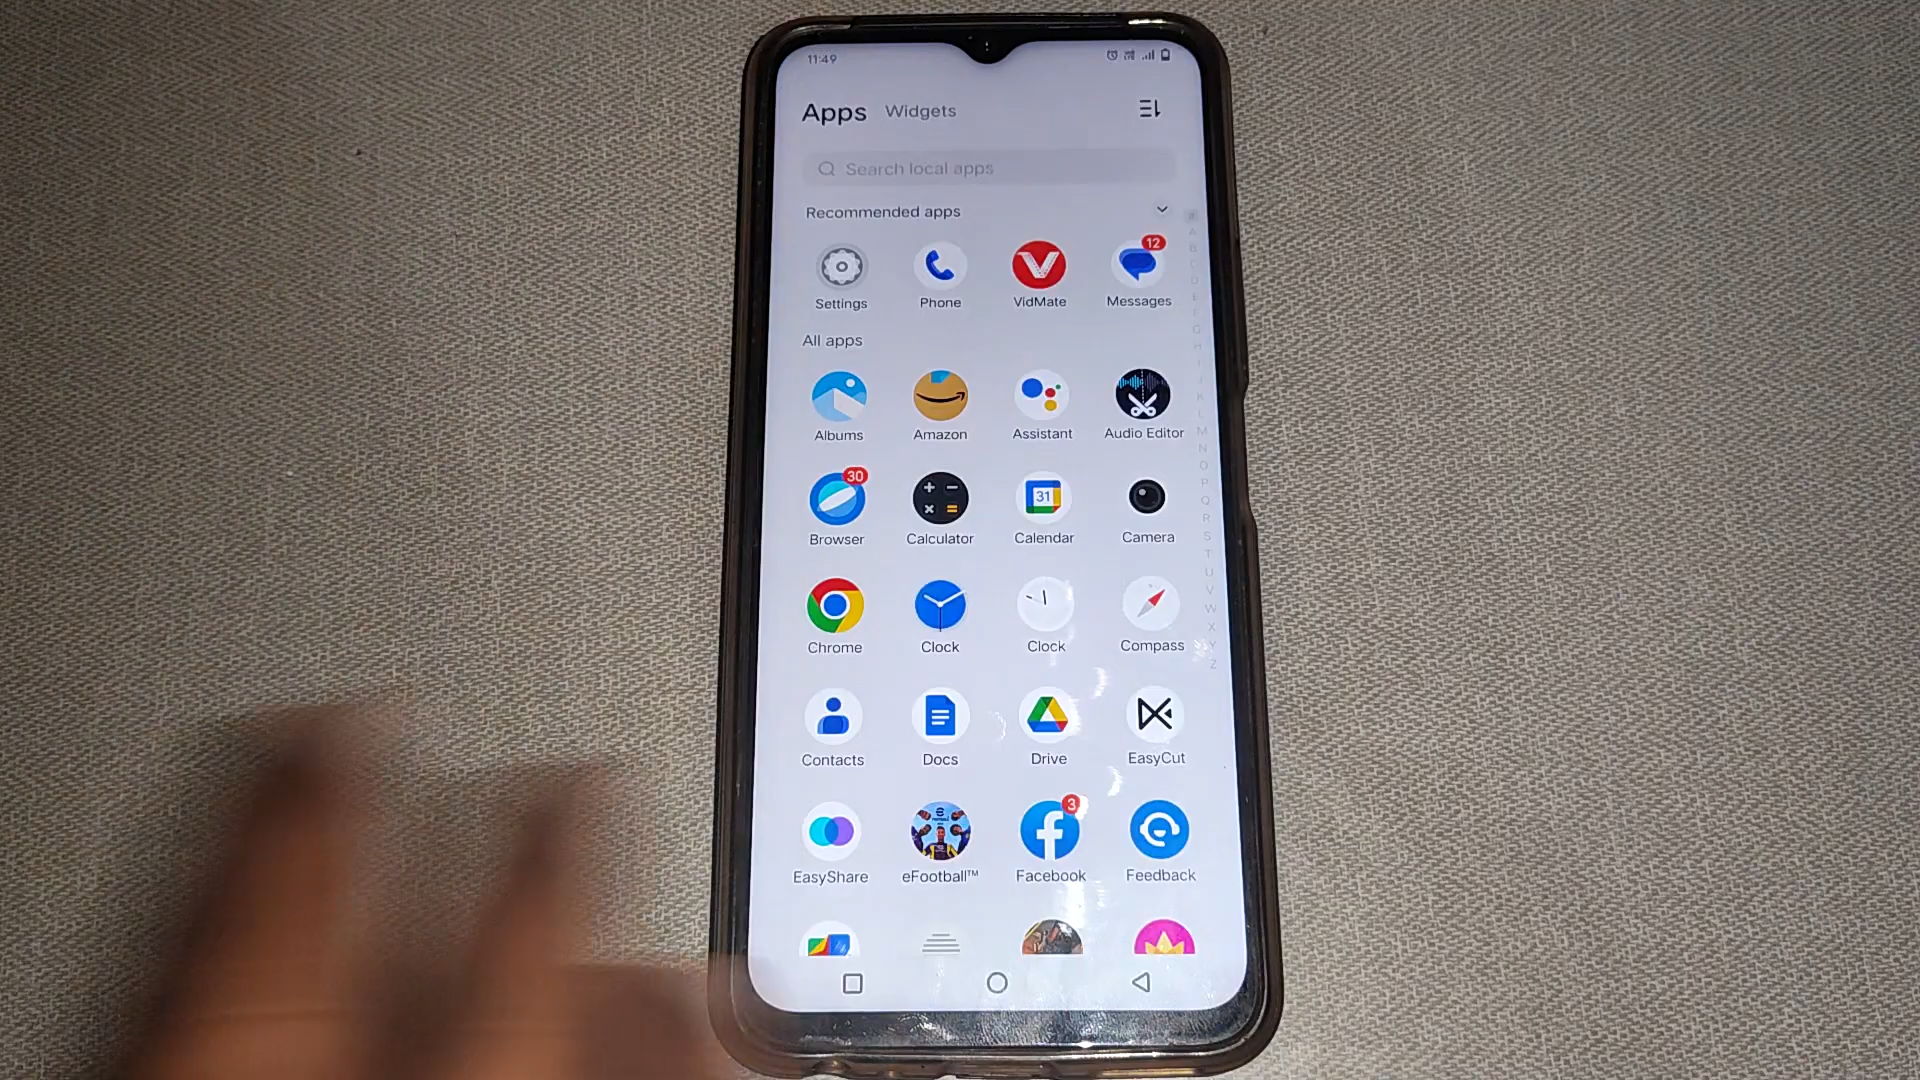 11:49
Apps Widgets
Search local apps
Recommended apps
12
Settings Phone VidMate Messages
All apps
Albums Amazon Assistant Audio Editor
30
31
Browser Calculator Calendar Camera
Chrome Clock Clock Compass
Contacts Docs Drive EasyCut
3
EasyShare eFootball™ Facebook Feedback